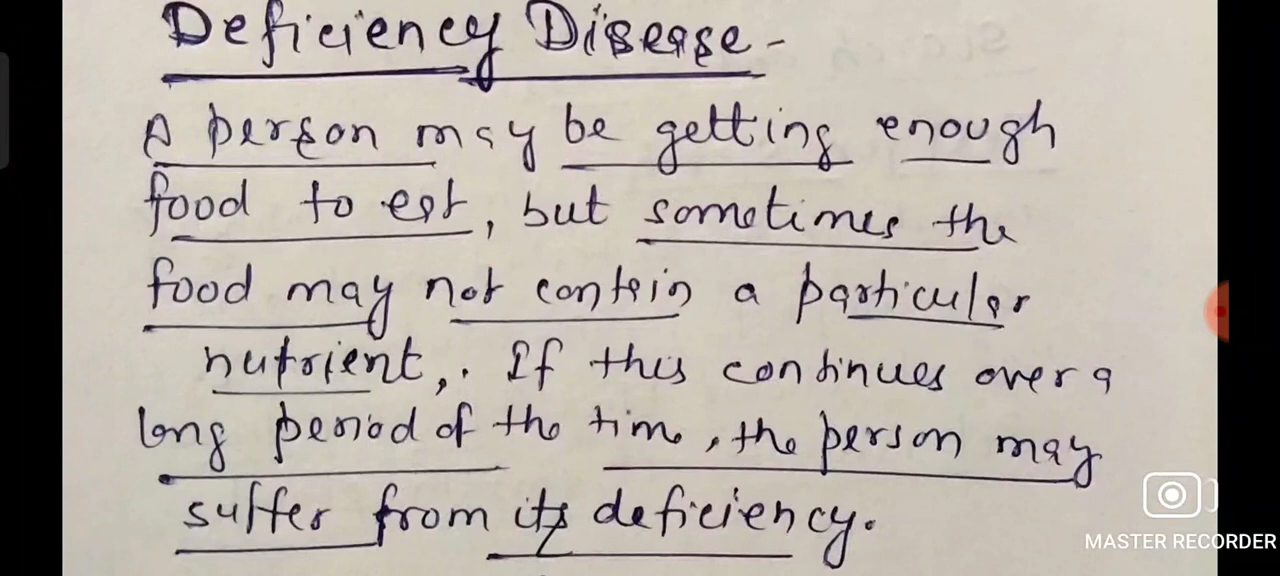 Deficiency Disease -
A person may be getting enough
food to eat, but sometimes the
food may not contain a particular
nutrient,. If this continues over a
long period of the time, the person may
suffer from its deficiency.
MASTER RECORDER